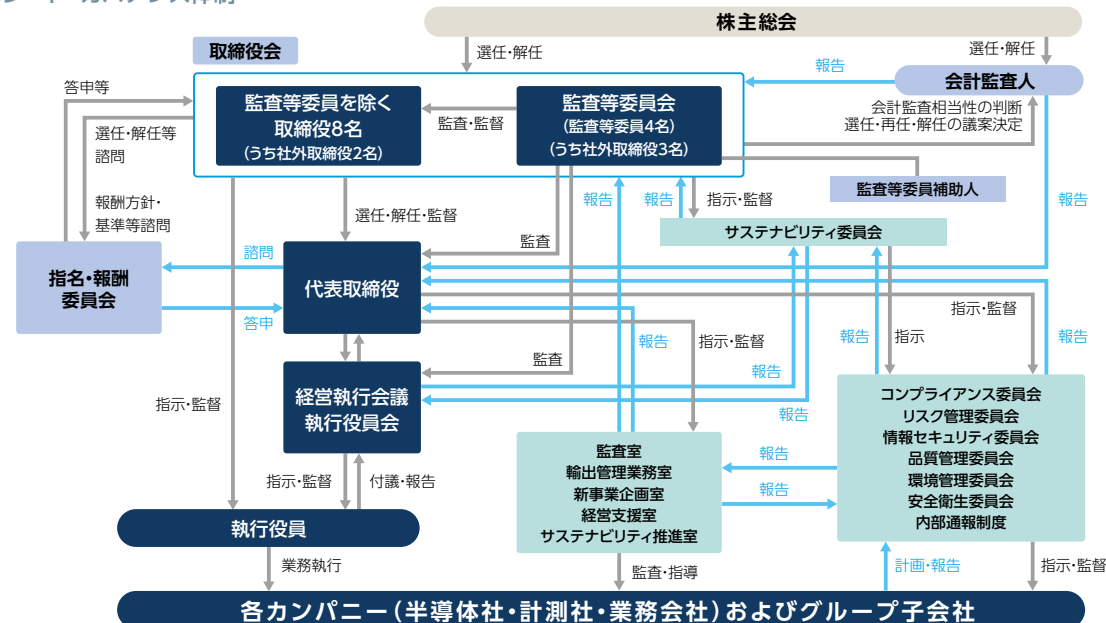 株主総会
取締役会
選任・解任
選任・解任
報告
会計監査人
答申等
監査等委員を除く
取締役8名
(うち社外取締役2名)
監査・監督
監査等委員会
(監査等委員4名)
(うち社外取締役3名)
会計監査相当性の判断
選任・再任・解任の議案決定
選任・解任等
諮問
監査等委員補助人
報酬方針・
基準等諮問
選任・解任・監督
報告
報告
指示・監督
報告
サステナビリティ委員会
監査
諮問
指名・報酬
委員会
代表取締役
答申
指示・監督
報告
指示・監督
報告
指示
報告
監査
報告
経営執行会議
執行役員会
指示・監督
報告
コンプライアンス委員会
リスク管理委員会
情報セキュリティ委員会
品質管理委員会
環境管理委員会
安全衛生委員会
内部通報制度
監査室
輸出管理業務室
新事業企画室
経営支援室
サステナビリティ推進室
報告
報告
指示・監督
付議・報告
執行役員
業務執行
監査・指導
計画・報告
指示・監督
各カンパニー(半導体社・計測社・業務会社)およびグループ子会社